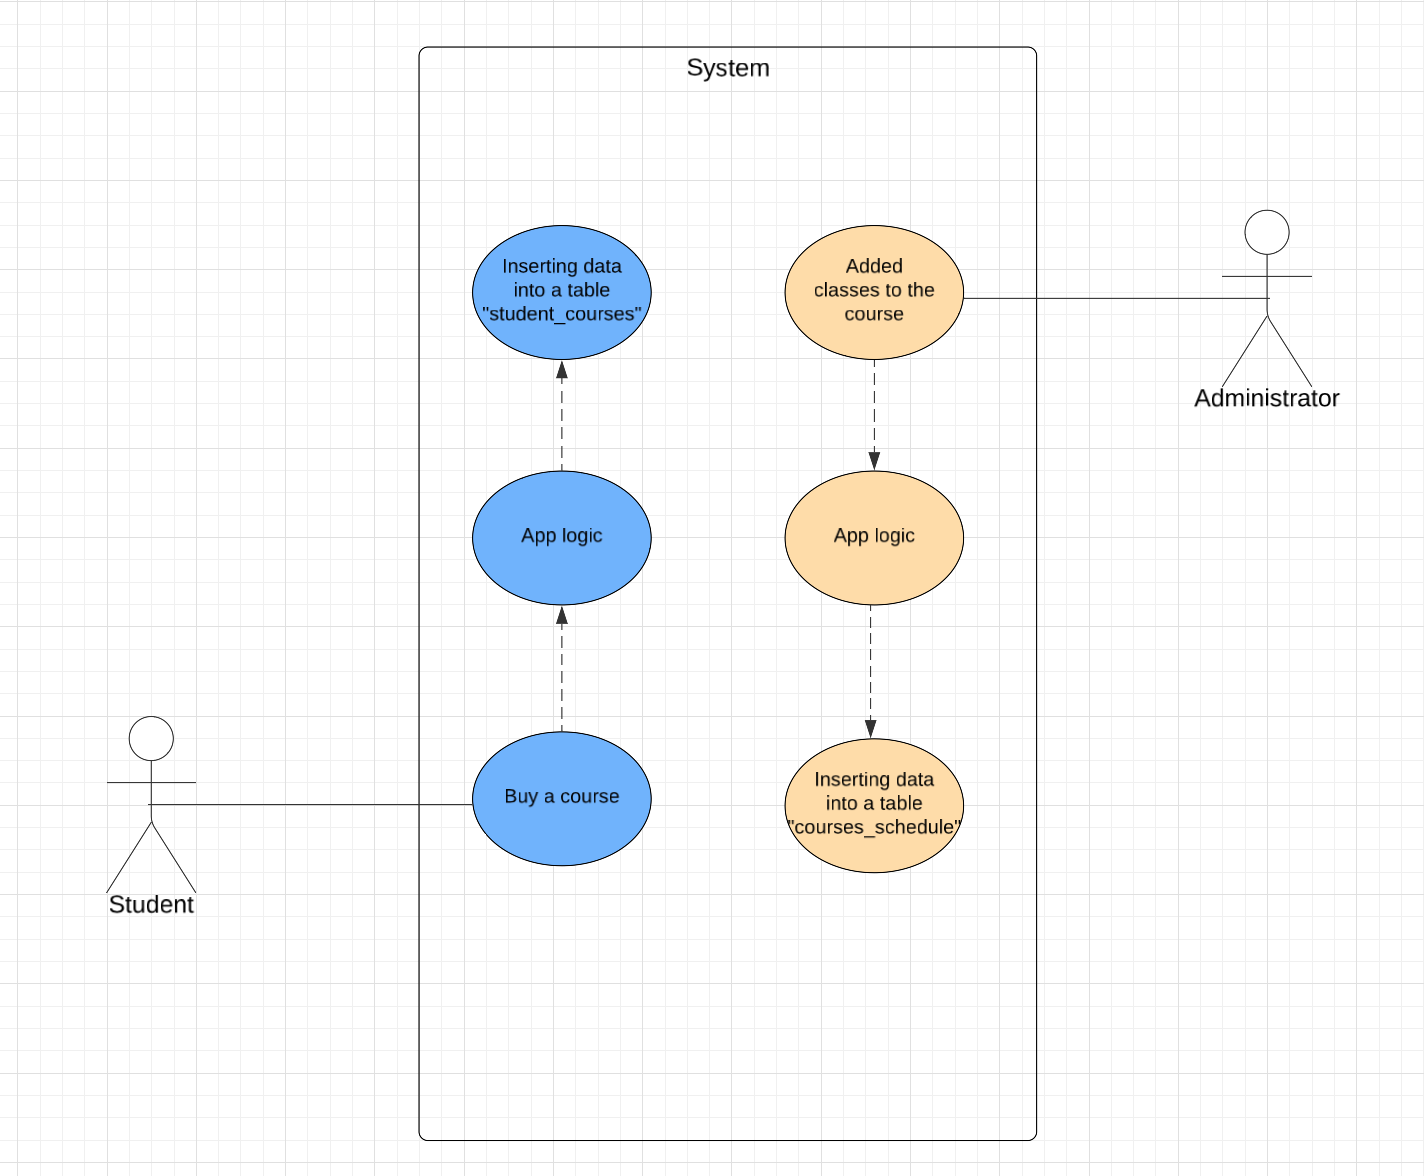 System
Inserting data
into a table
"student_courses"
Added
classes to the
course
Administrator
App logic
App logic
Buy a course
Inserting data
into a table
"courses_schedule"
Student